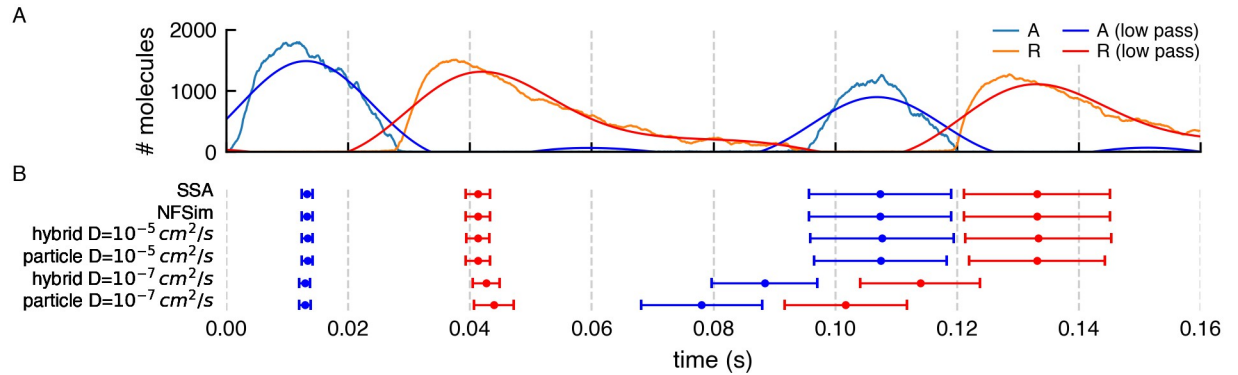 A
2000
1000
0
# molecules
A
R
A (low pass)
R (low pass)
B
SSA
NFSim
hybrid D=10⁻⁵ cm²/s
particle D=10⁻⁵ cm²/s
hybrid D=10⁻⁷ cm²/s
particle D=10⁻⁷ cm²/s
0.00 0.02 0.04 0.06 0.08 0.10 0.12 0.14 0.16
time (s)